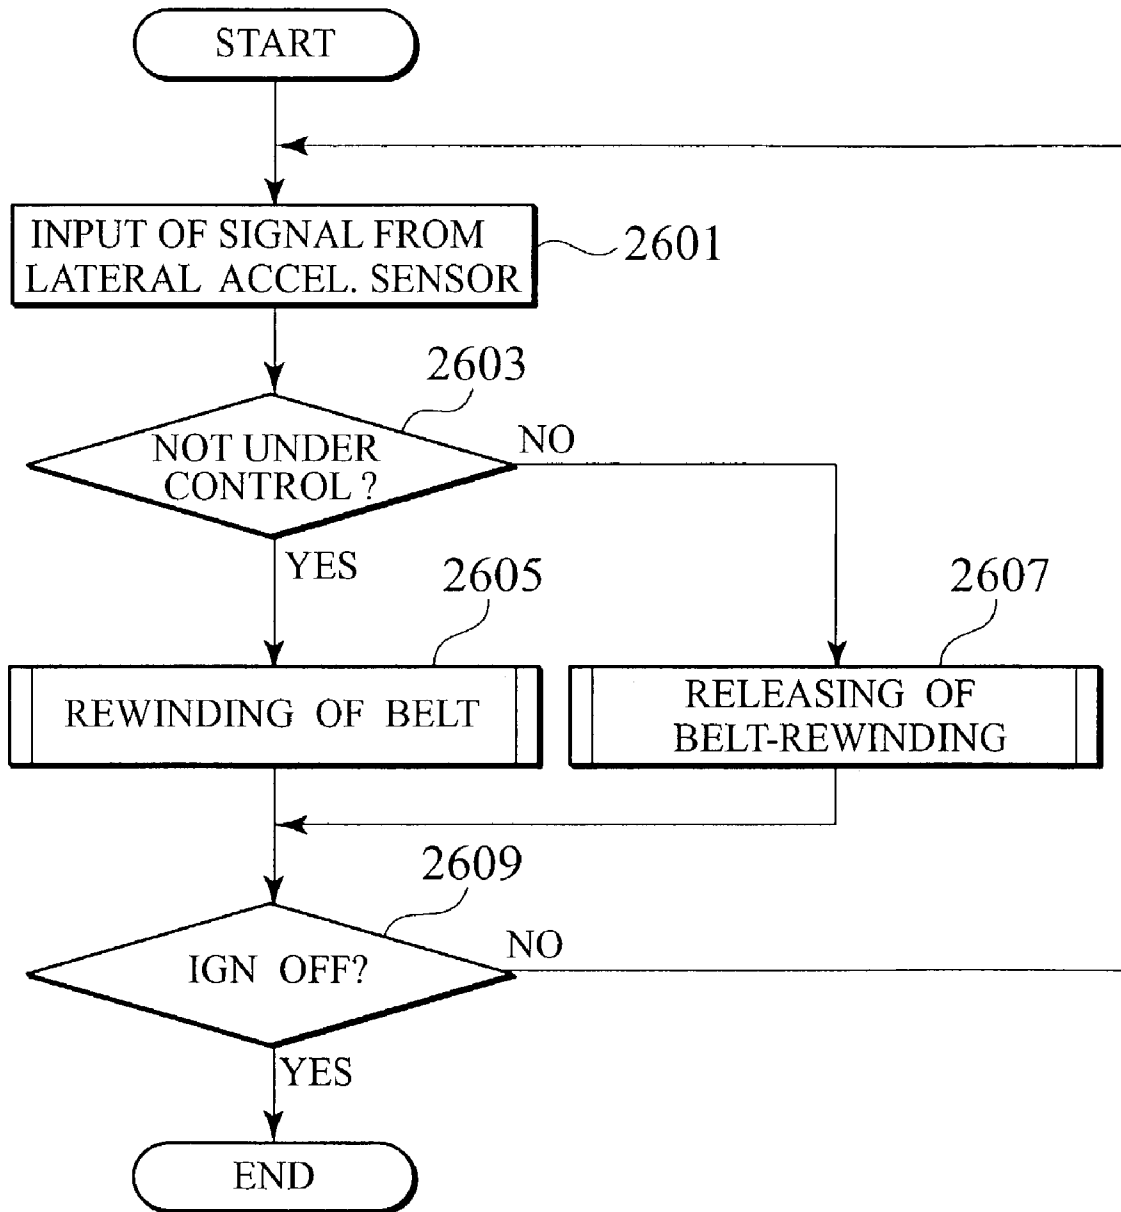 START
INPUT OF SIGNAL FROM
LATERAL ACCEL. SENSOR
2601
2603
NOT UNDER
CONTROL ?
NO
YES
2605
2607
REWINDING OF BELT
RELEASING OF
BELT-REWINDING
2609
IGN OFF?
NO
YES
END